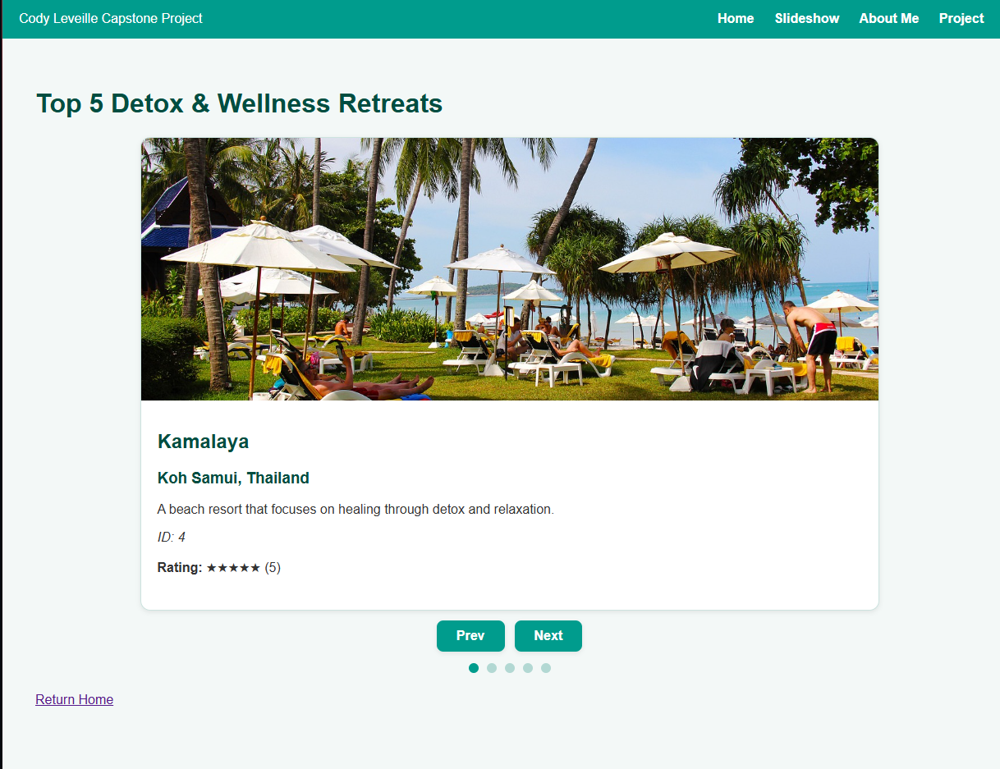 Cody Leveille Capstone Project
Home Slideshow About Me Project
Top 5 Detox & Wellness Retreats
Kamalaya
Koh Samui, Thailand
A beach resort that focuses on healing through detox and relaxation.
ID: 4
Rating: ★★★★★ (5)
Prev Next
Return Home